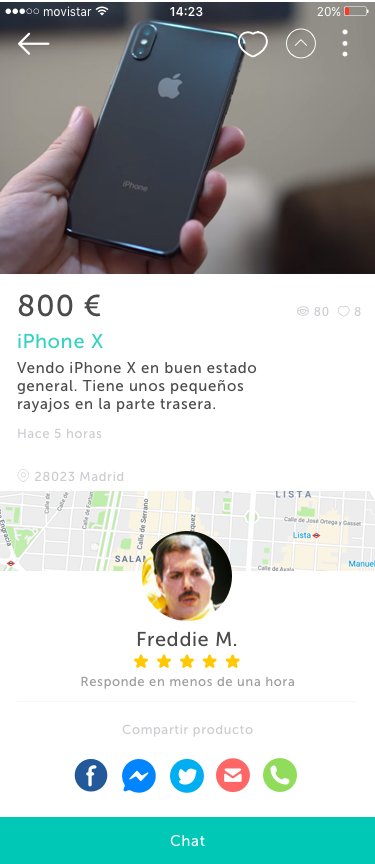 movistar
14:23
20%
iPhone
800 €
80
8
iPhone X
Vendo iPhone X en buen estado
general. Tiene unos pequeños
rayajos en la parte trasera.
Hace 5 horas
28023 Madrid
LISTA
Calle de José Ortega y Gasset
Calle de Serrano
Lista
SALAN
Manuel
Calle de Ayala
Freddie M.
Responde en menos de una hora
Compartir producto
Chat